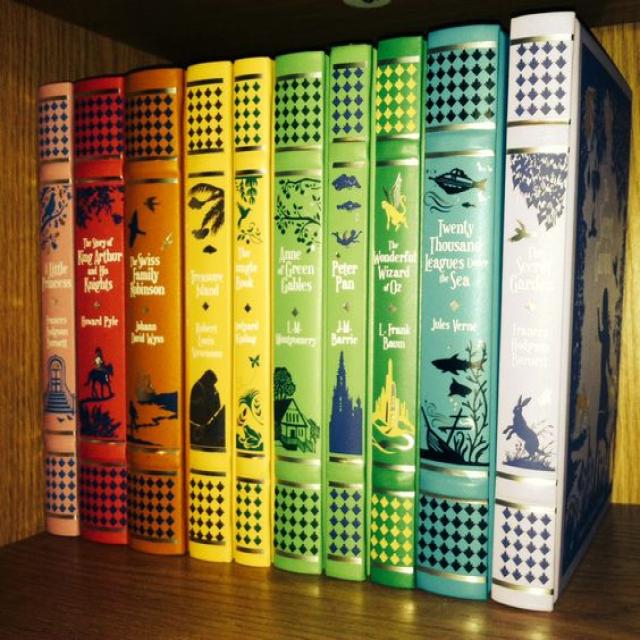 A Little
Princess
Frances
Hodgson
Burnett
The Story of
King Arthur
and His
Knights
Howard Pyle
The Swiss
Family
Robinson
Johann
David Wyss
Treasure
Island
Robert
Louis
Stevenson
The
Jungle
Book
Rudyard
Kipling
Anne
of Green
Gables
L. M.
Montgomery
Peter
Pan
J.M.
Barrie
The
Wonderful
Wizard
of Oz
L. Frank
Baum
Twenty
Thousand
Leagues Under
the Sea
Jules Verne
The
Secret
Garden
Frances
Hodgson
Burnett